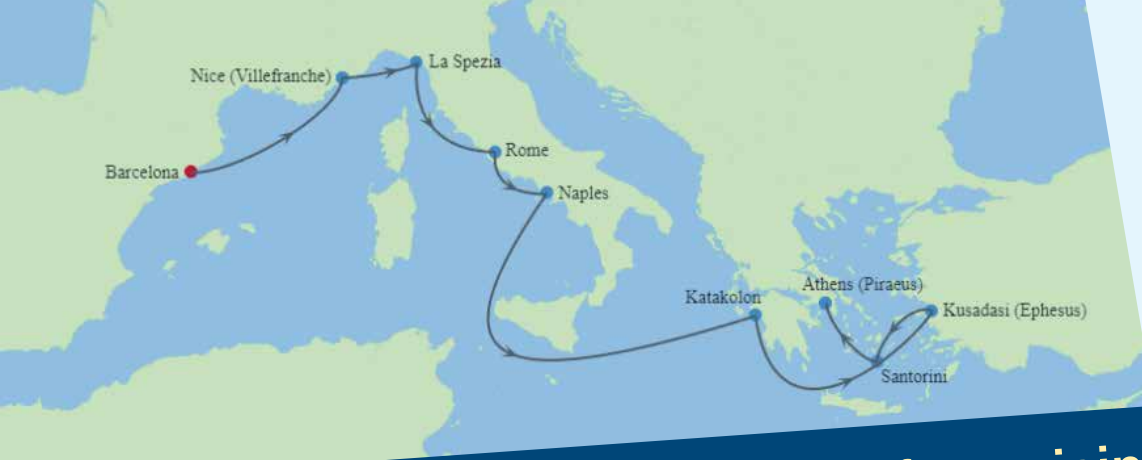 Nice (Villefranche)
La Spezia
Barcelona
Rome
Naples
Katakolon
Athens (Piraeus)
Kusadasi (Ephesus)
Santorini